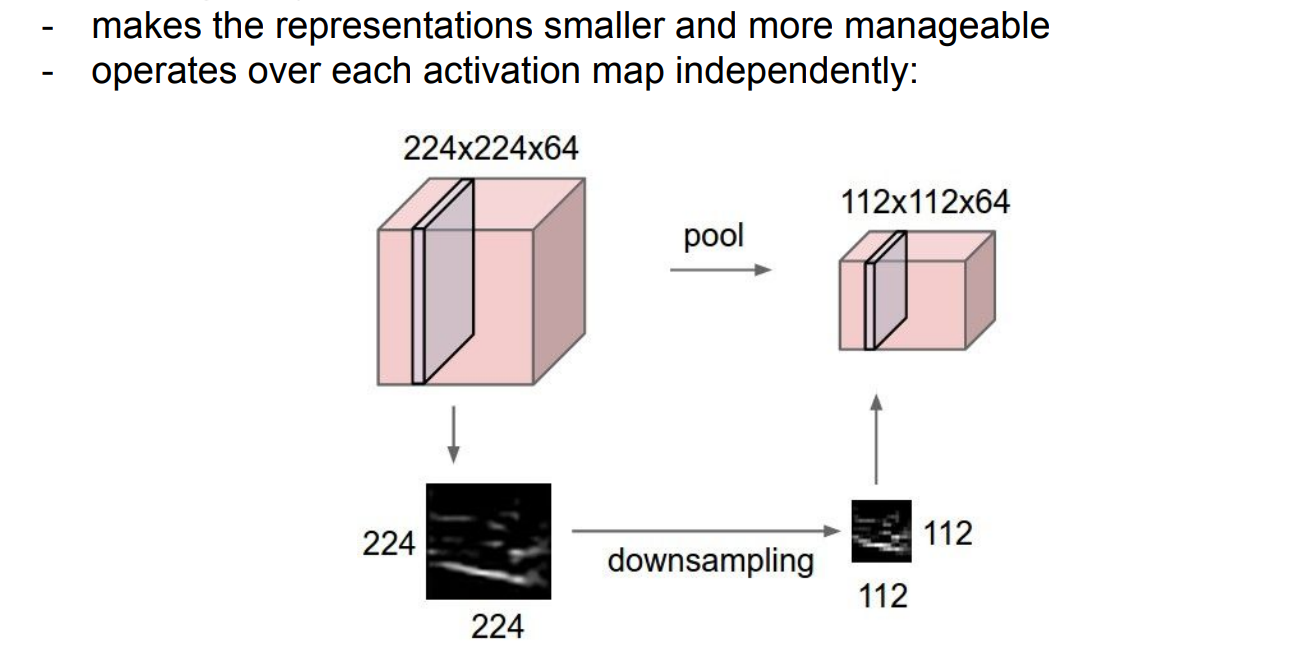 - makes the representations smaller and more manageable
- operates over each activation map independently:
224x224x64
112x112x64
pool
224
downsampling
112
112
224